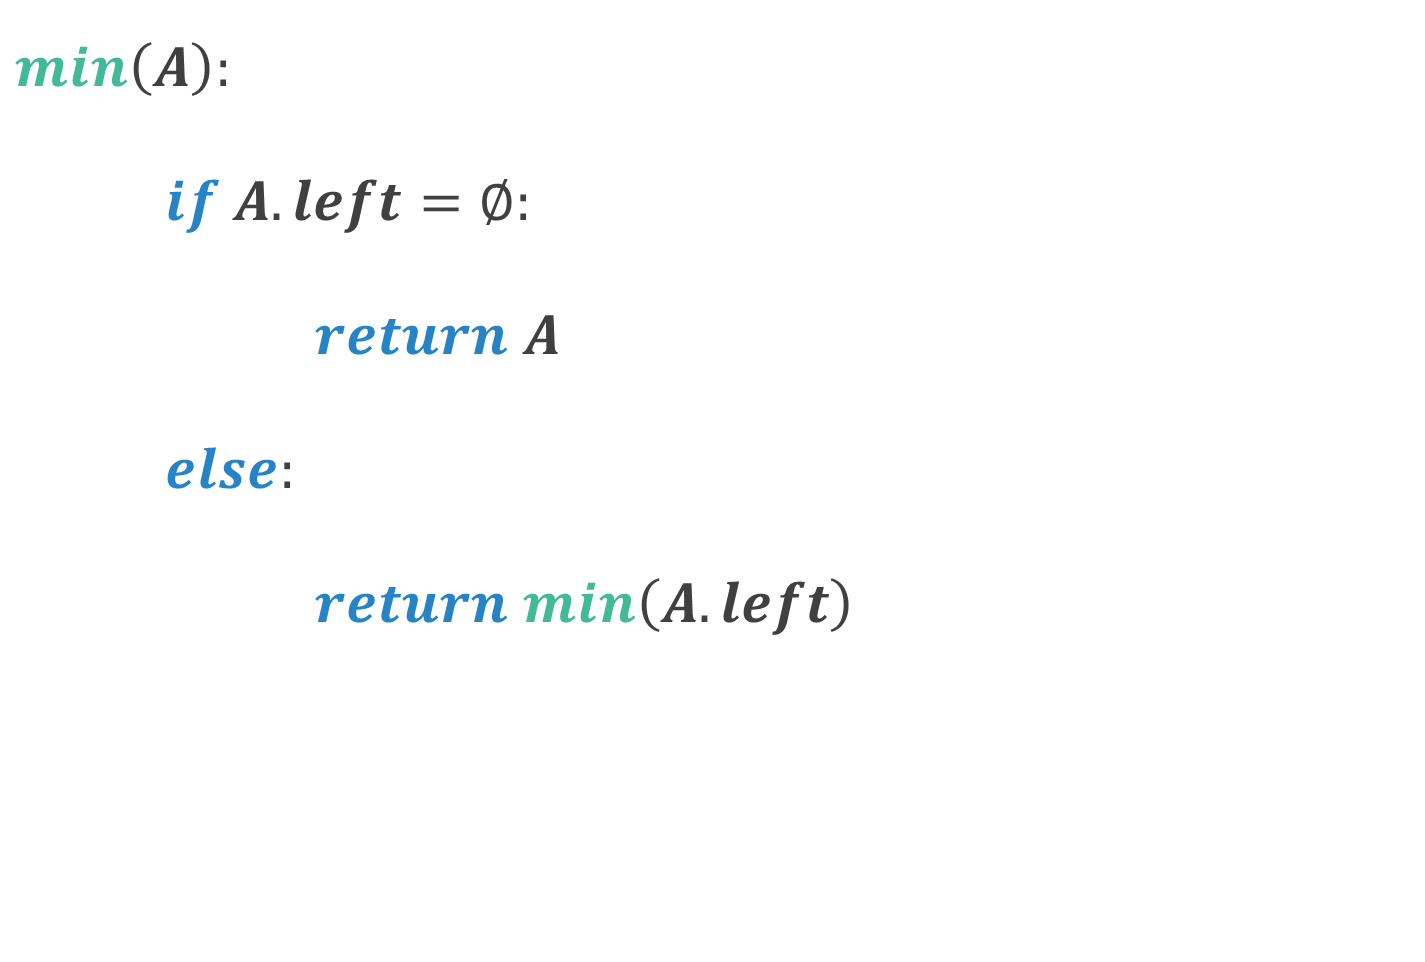 min(A):
if A.left = ∅:
return A
else:
return min(A.left)